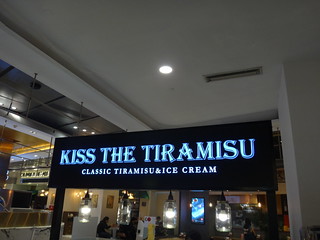 KISS THE TIRAMISU
CLASSIC TIRAMISU&ICE CREAM